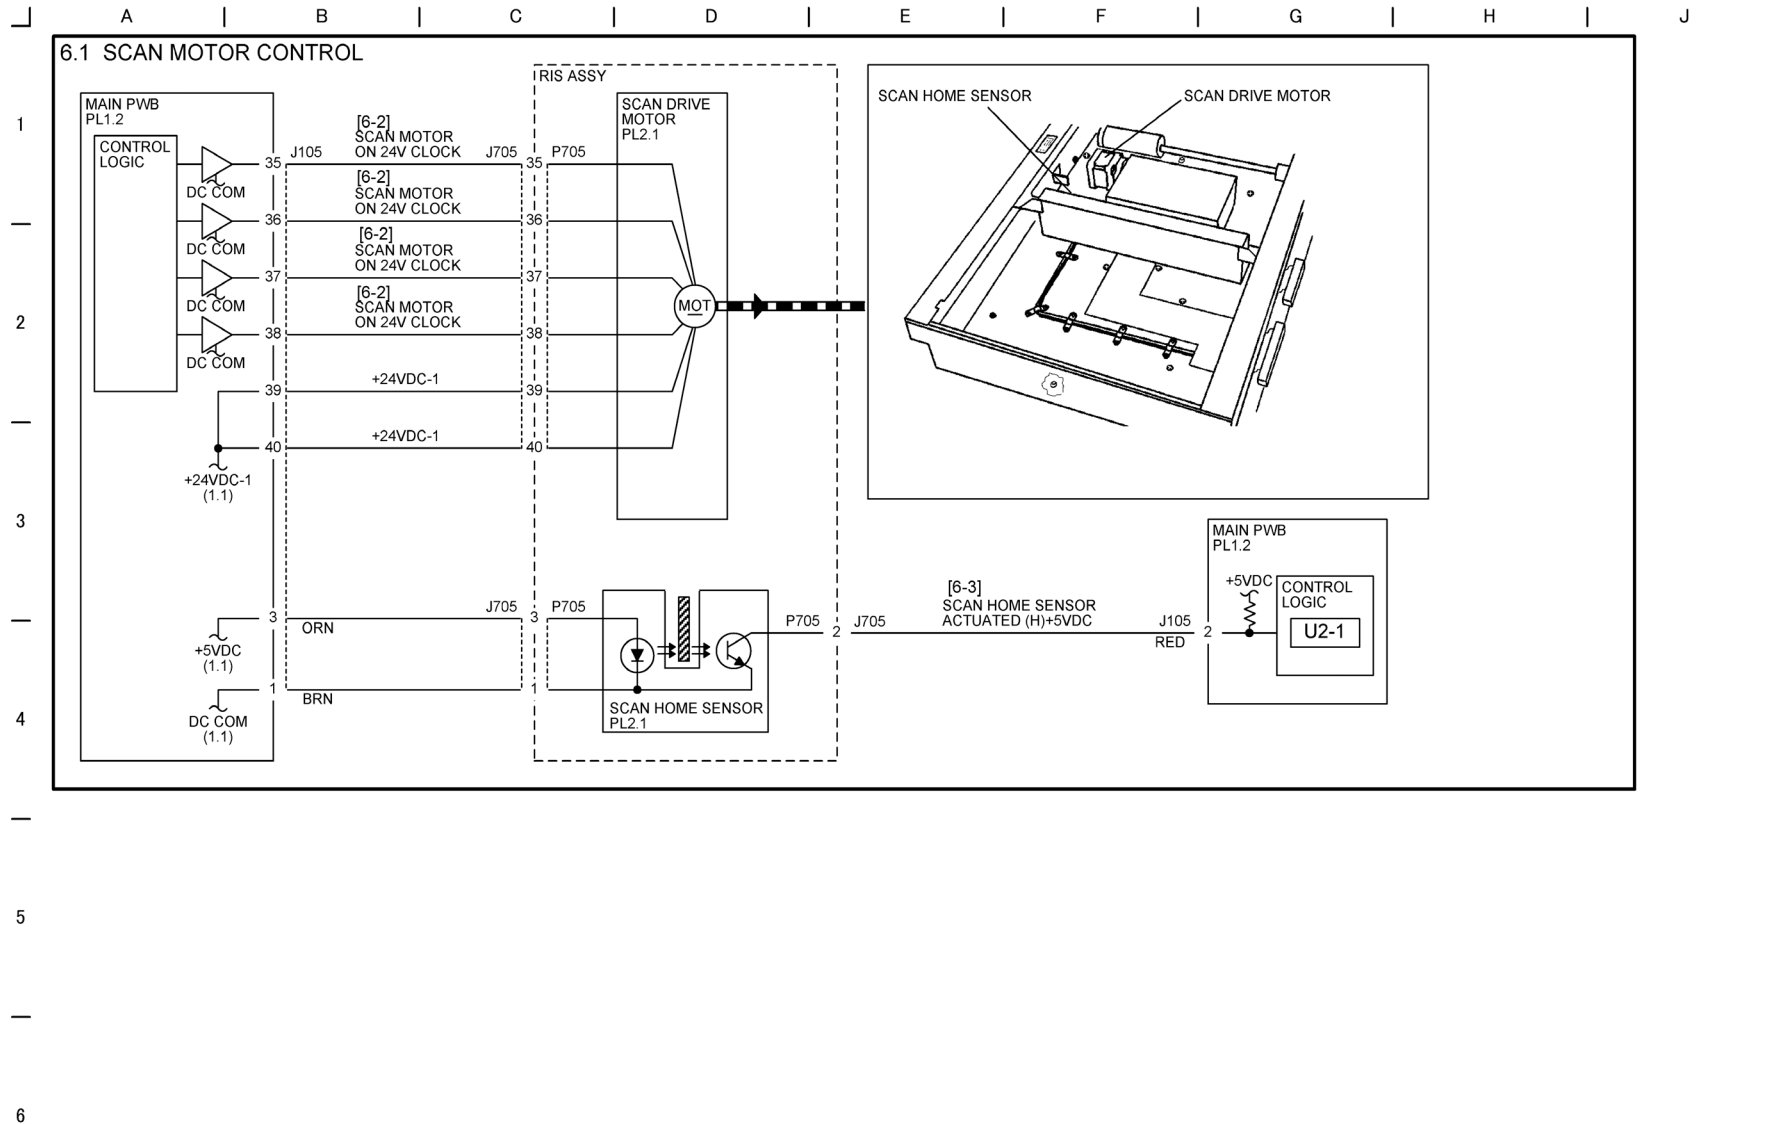 A B C D E F G H J
6.1 SCAN MOTOR CONTROL
1
2
3
4
5
6
MAIN PWB
PL1.2
CONTROL
LOGIC
DC COM
DC COM
DC COM
DC COM
+24VDC-1
(1.1)
+5VDC
(1.1)
DC COM
(1.1)
35
36
37
38
39
40
3
1
J105
[6-2]
SCAN MOTOR
ON 24V CLOCK
[6-2]
SCAN MOTOR
ON 24V CLOCK
[6-2]
SCAN MOTOR
ON 24V CLOCK
[6-2]
SCAN MOTOR
ON 24V CLOCK
+24VDC-1
+24VDC-1
ORN
BRN
J705
35
36
37
38
39
40
P705
J705
3
1
P705
RIS ASSY
SCAN DRIVE
MOTOR
PL2.1
MOT
SCAN HOME SENSOR
PL2.1
P705
2
J705
[6-3]
SCAN HOME SENSOR
ACTUATED (H)+5VDC
J105
RED
2
MAIN PWB
PL1.2
+5VDC
CONTROL
LOGIC
U2-1
SCAN HOME SENSOR
SCAN DRIVE MOTOR